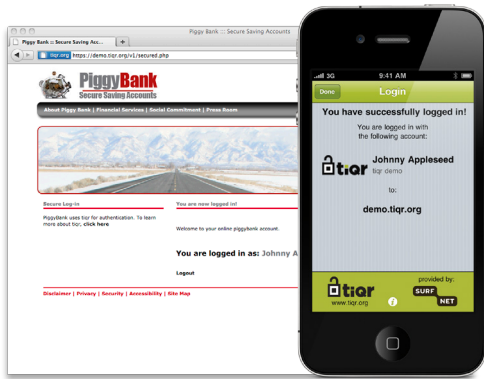 Piggy Bank :: Secure Saving Accounts
Piggy Bank :: Secure Saving Acc...
tiqr.org https://demo.tiqr.org/v1/secured.php
PiggyBank
Secure Saving Accounts
About Piggy Bank | Financial Services | Social Commitment | Press Room
Secure Log-in
PiggyBank uses tiqr for authentication. To learn
more about tiqr, click here
You are now logged in!
Welcome to your online piggybank account.
You are logged in as: Johnny A
Logout
Disclaimer | Privacy | Security | Accessibility | Site Map
3G
9:41 AM
Done
Login
You have successfully logged in!
You are logged in with
the following account:
tiqr
Johnny Appleseed
tiqr demo
to:
demo.tiqr.org
tiqr
www.tiqr.org
provided by:
SURF
NET